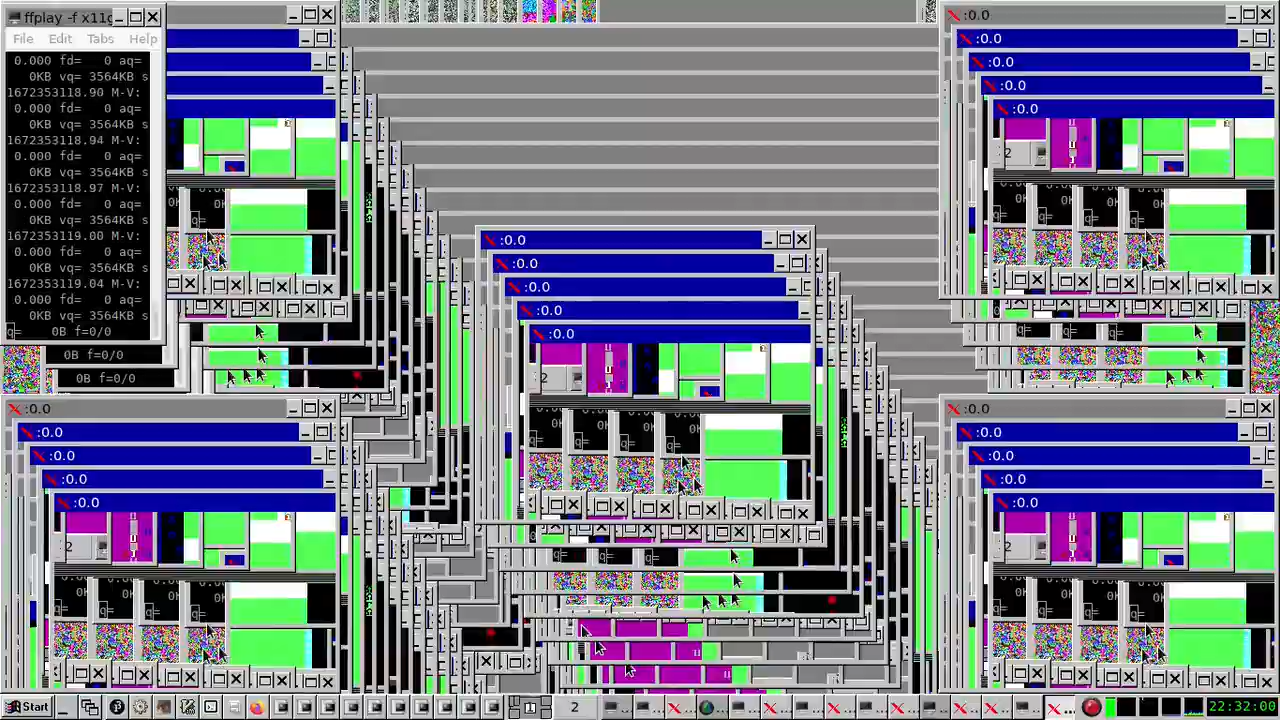 ffplay -f x11g
File Edit Tabs Help
0.000 fd= 0 aq=
0KB vq= 3564KB s
1672353118.90 M-V:
0.000 fd= 0 aq=
0KB vq= 3564KB s
1672353118.94 M-V:
0.000 fd= 0 aq=
0KB vq= 3564KB s
1672353118.97 M-V:
0.000 fd= 0 aq=
0KB vq= 3564KB s
1672353119.00 M-V:
0.000 fd= 0 aq=
0KB vq= 3564KB s
1672353119.04 M-V:
0.000 fd= 0 aq=
0KB vq= 3564KB s
q= 0B f=0/0
0B f=0/0
0B f=0/0
q=
:0.0
:0.0
:0.0
:0.0
:0.0
2
q=
:0.0
:0.0
:0.0
:0.0
:0.0
2
q= q= q= q=
q= q= q=
:0.0
:0.0
:0.0
:0.0
:0.0
2
q= q= q= q=
:0.0
:0.0
:0.0
:0.0
:0.0
2
q= q= q= q=
Start
1
2
22:32:00